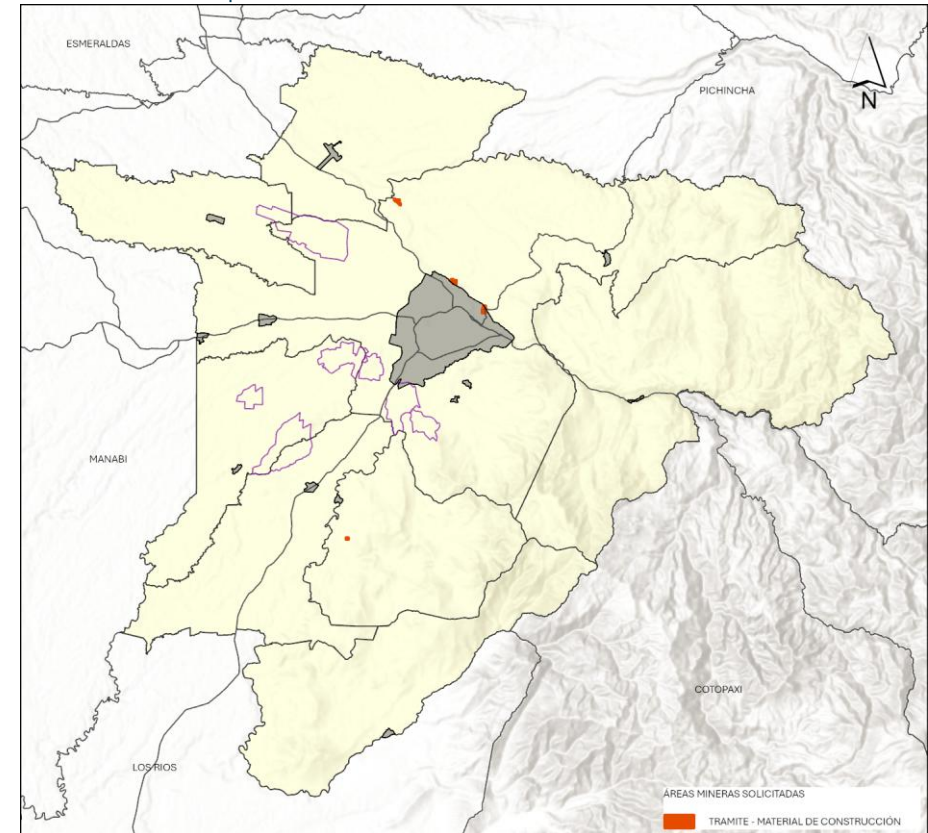 ESMERALDAS
PICHINCHA
N
MANABI
COTOPAXI
LOS RIOS
ÁREAS MINERAS SOLICITADAS
TRAMITE - MATERIAL DE CONSTRUCCIÓN